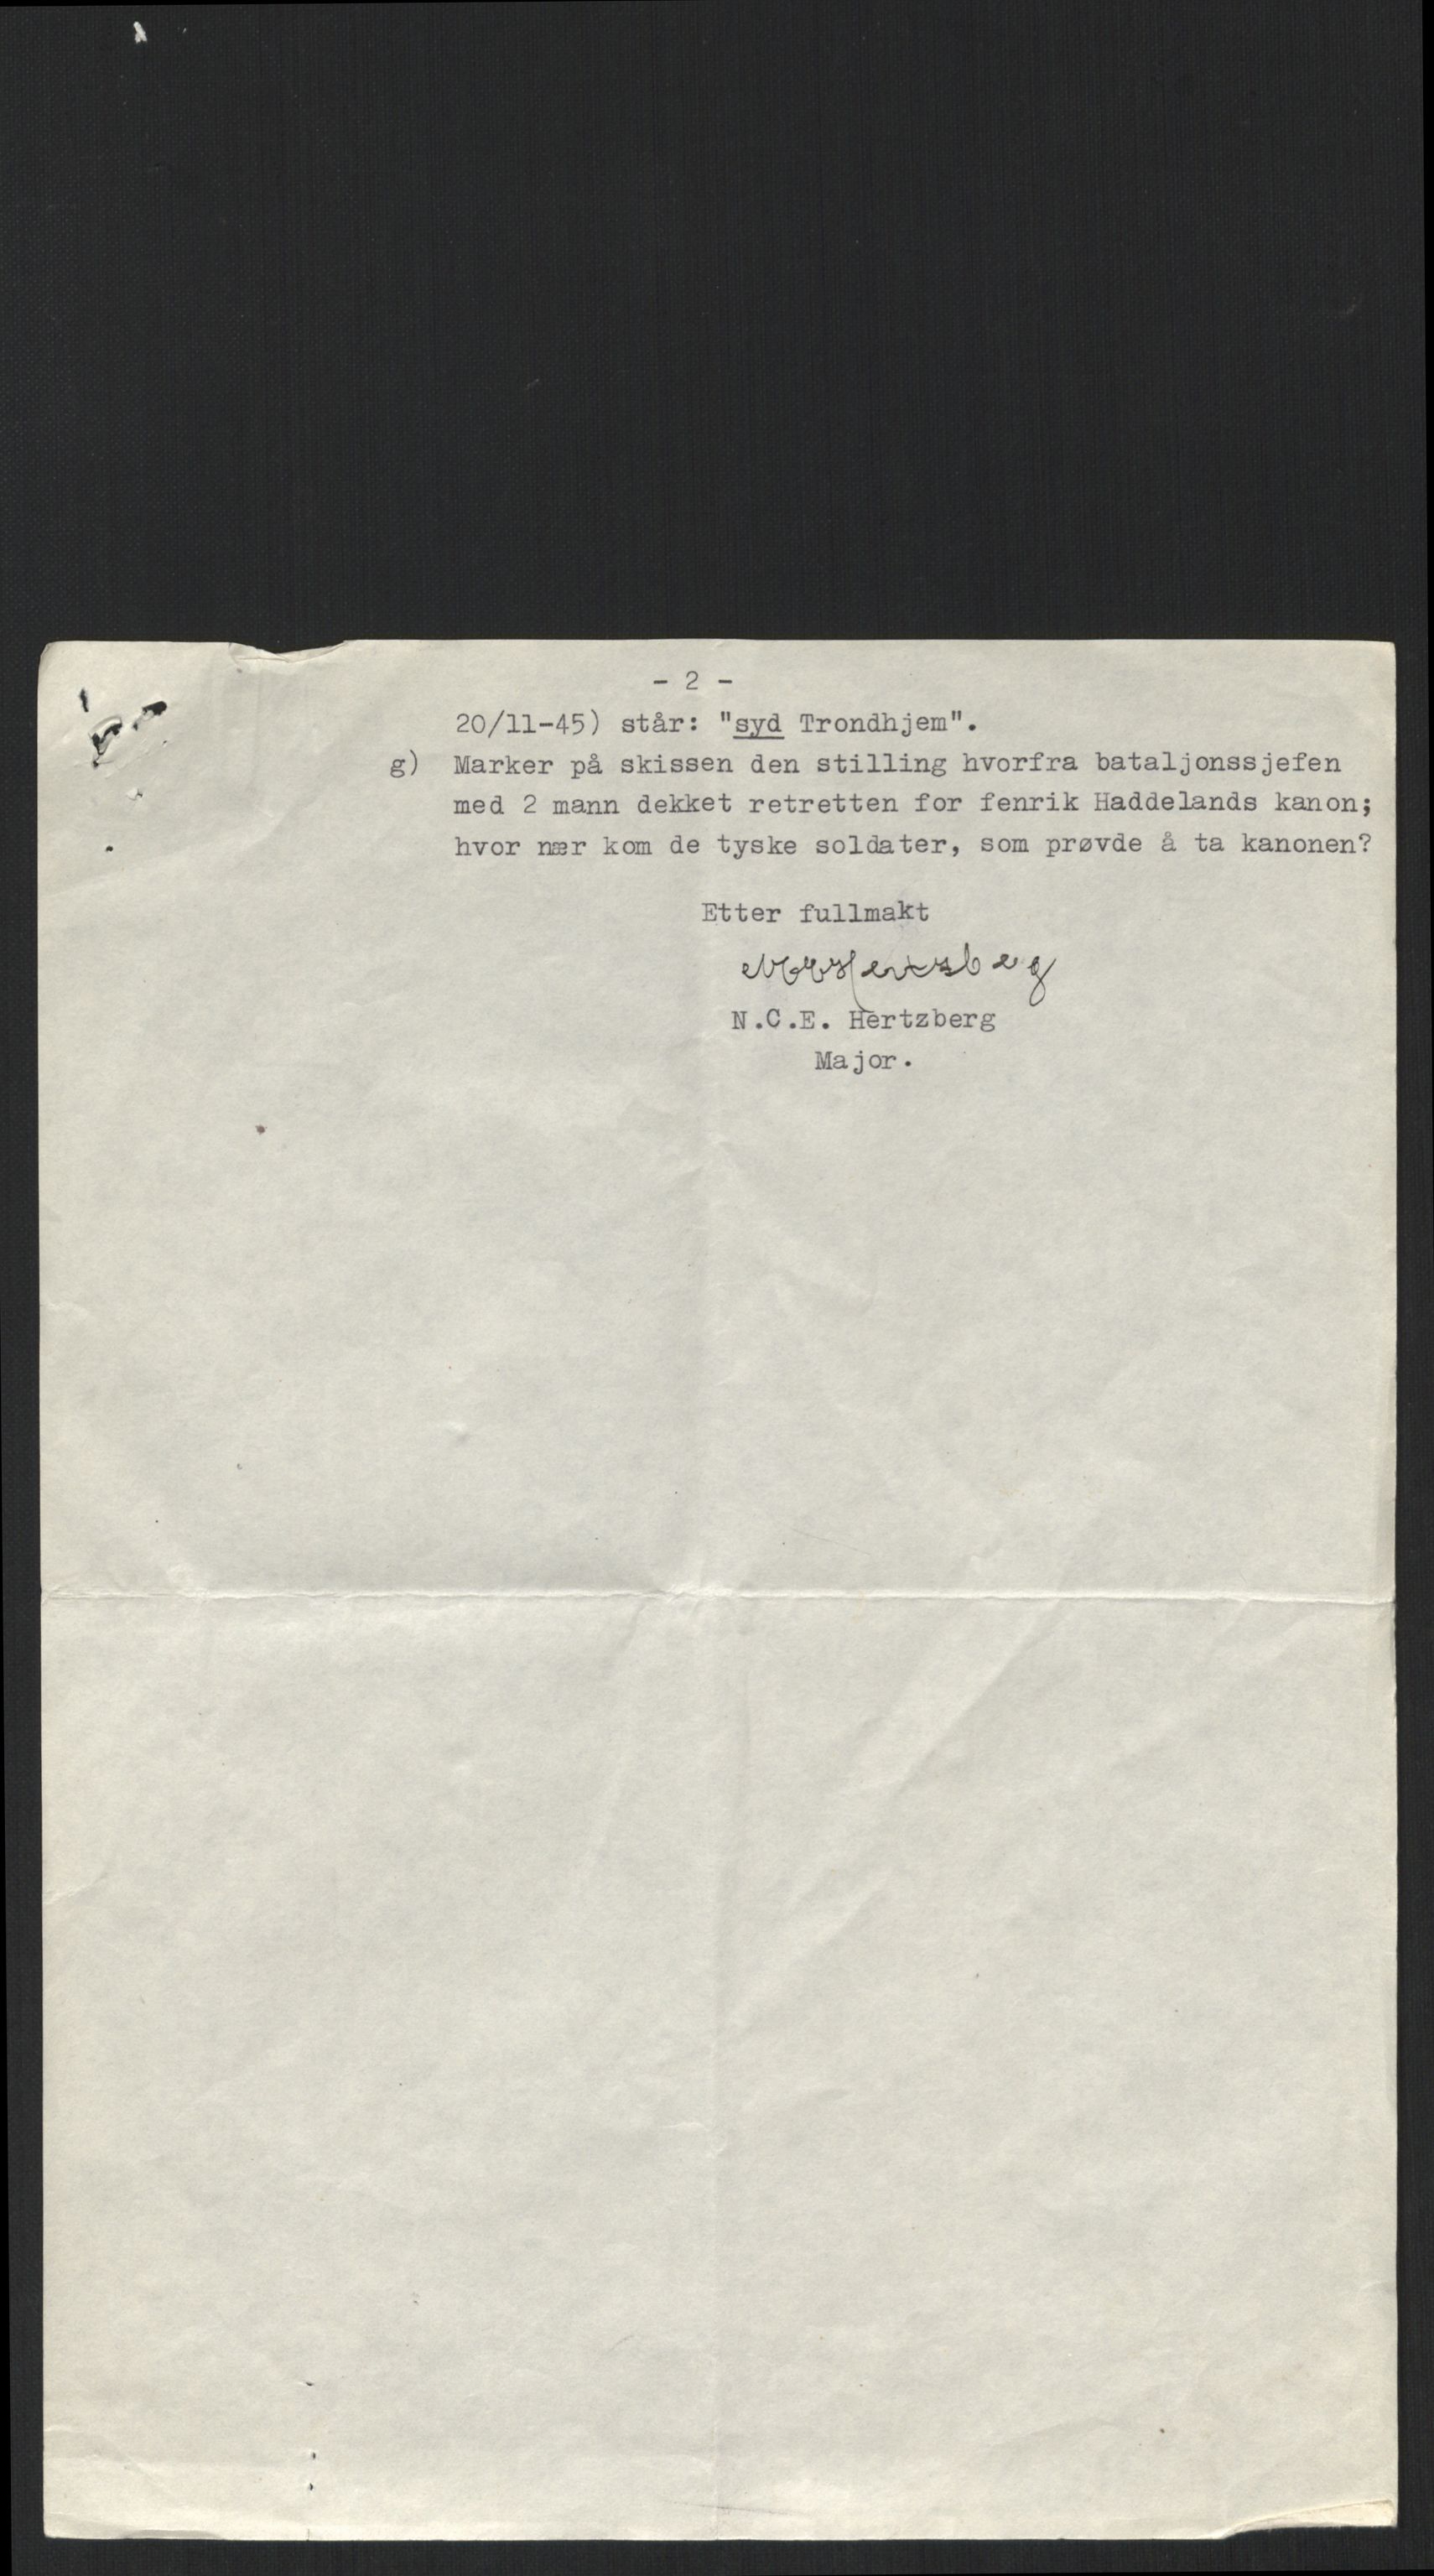 - 2 -
20/11-45) står: "syd Trondhjem".
g) Marker på skissen den stilling hvorfra bataljonssjefen
med 2 mann dekket retretten for fenrik Haddelands kanon;
hvor nær kom de tyske soldater, som prøvde å ta kanonen?
Etter fullmakt
NCEHertzberg
N.C.E. Hertzberg
Major.